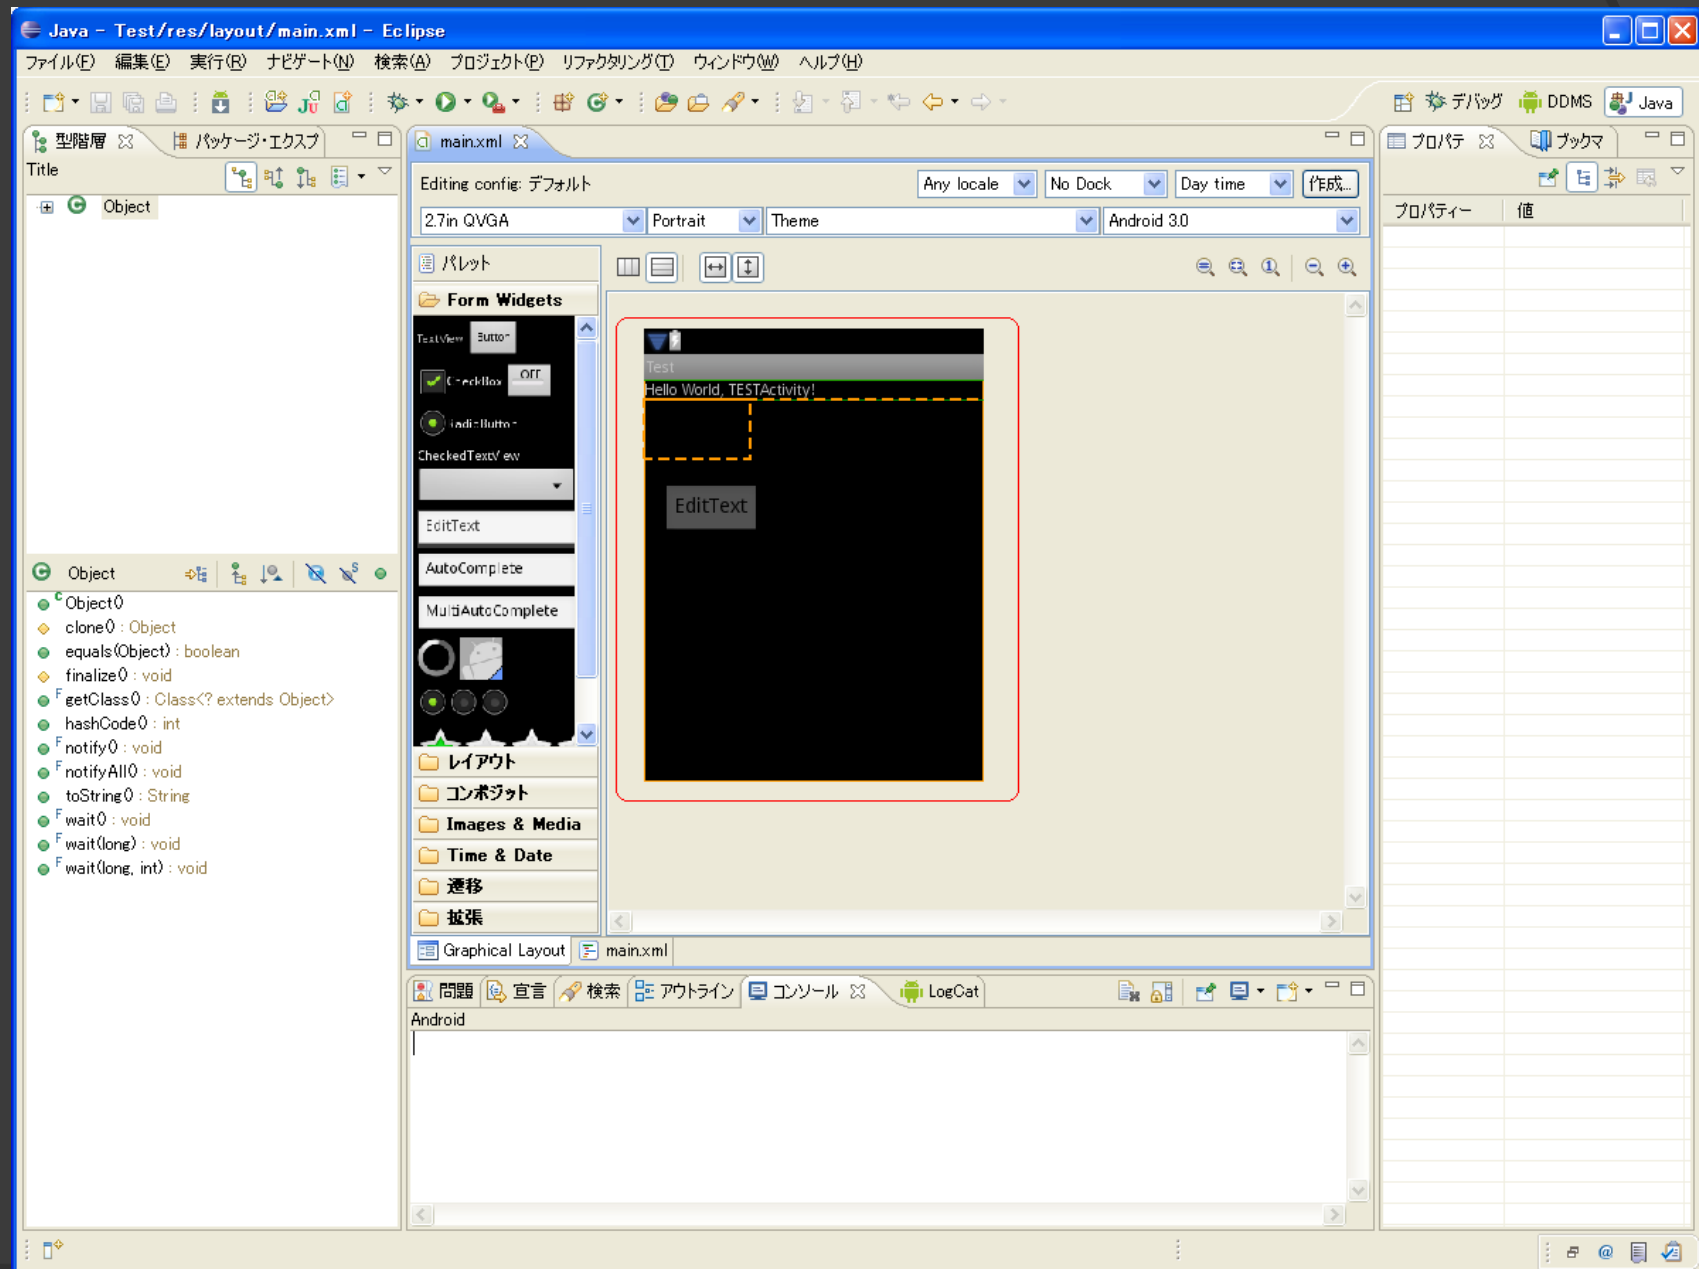 Java - Test/res/layout/main.xml - Eclipse
ファイル(F) 編集(E) 実行(R) ナビゲート(N) 検索(A) プロジェクト(P) リファクタリング(T) ウィンドウ(W) ヘルプ(H)
デバッグ DDMS Java
型階層 パッケージ・エクスプ
Title
Object
Object
Object()
clone() : Object
equals(Object) : boolean
finalize() : void
getClass() : Class<? extends Object>
hashCode() : int
notify() : void
notifyAll() : void
toString() : String
wait() : void
wait(long) : void
wait(long, int) : void
main.xml
Editing config: デフォルト
Any locale No Dock Day time 作成...
2.7in QVGA Portrait Theme Android 3.0
パレット
Form Widgets
TextView Button
CheckBox OFF
RadioButton
CheckedTextView
EditText
AutoComplete
MultiAutoComplete
レイアウト
コンポジット
Images & Media
Time & Date
遷移
拡張
Test
Hello World, TESTActivity!
EditText
Graphical Layout main.xml
問題 宣言 検索 アウトライン コンソール LogCat
Android
プロパテ ブックマ
プロパティー 値